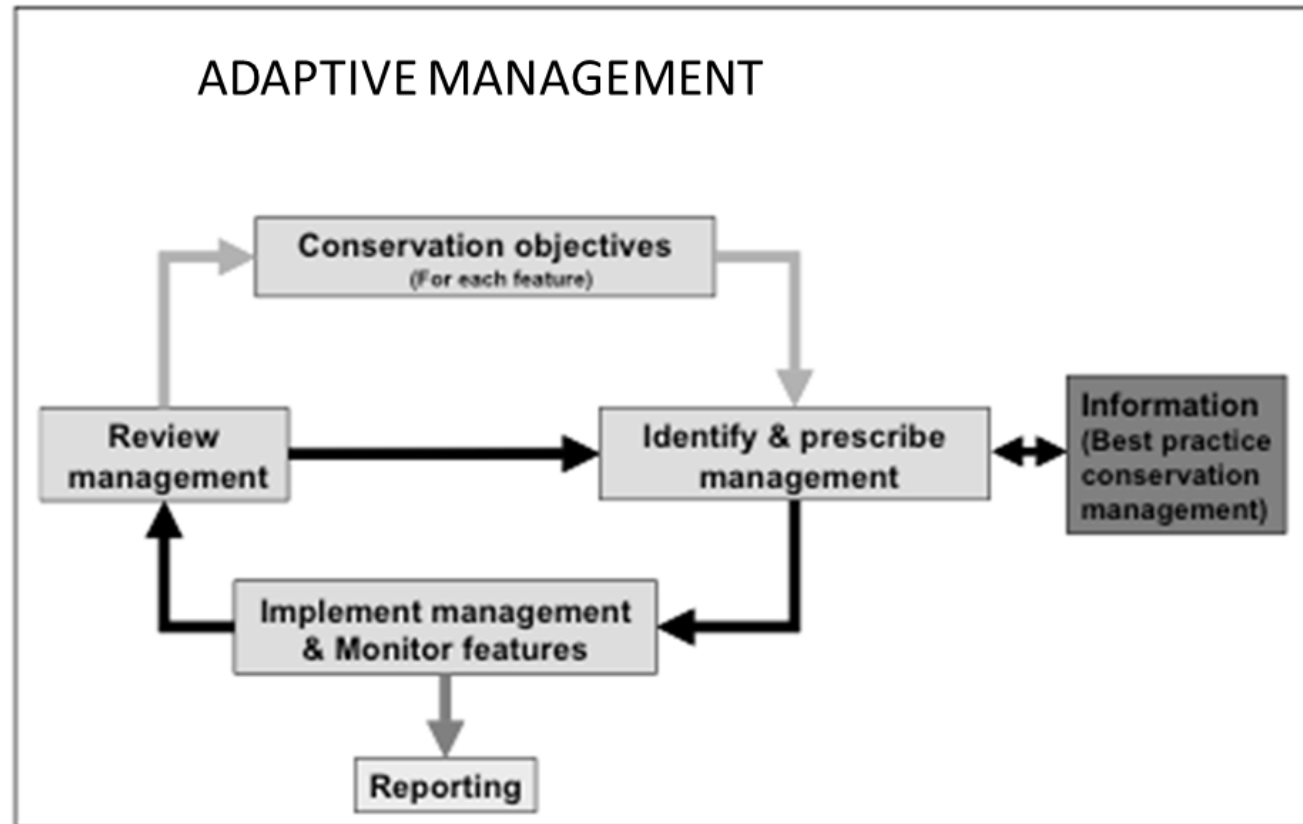 ADAPTIVE MANAGEMENT
Conservation objectives
(For each feature)
Review
management
Identify & prescribe
management
Information
(Best practice
conservation
management)
Implement management
& Monitor features
Reporting